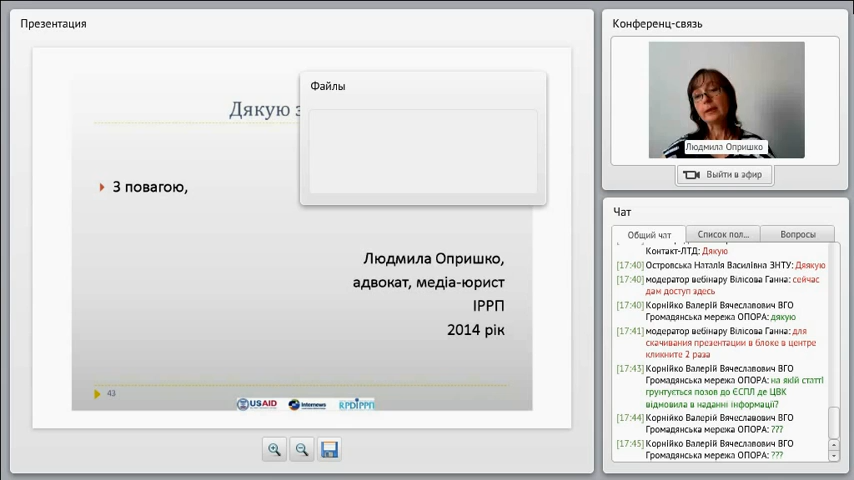 Презентация
Дякую з
Файлы
З повагою,
Людмила Опришко,
адвокат, медіа-юрист
ІРРП
2014 рік
43
USAID
Internews
RPDIІРРП
Конференц-связь
Людмила Опришко
Выйти в эфир
Чат
Общий чат
Список пол...
Вопросы
Контакт-ЛТД: Дякую
[17:40] Островська Наталія Василівна ЗНТУ: Дяякую
[17:40] модератор вебінару Вілісова Ганна: сейчас
дам доступ здесь
[17:40] Корнійко Валерій Вячеславович ВГО
Громадянська мережа ОПОРА: дякую
[17:41] модератор вебінару Вілісова Ганна: для
скачивания презентации в блоке в центре
кликните 2 раза
[17:43] Корнійко Валерій Вячеславович ВГО
Громадянська мережа ОПОРА: на якій статті
грунтується позов до ЄСПЛ де ЦВК
відмовила в наданні інформації?
[17:44] Корнійко Валерій Вячеславович ВГО
Громадянська мережа ОПОРА: ???
[17:45] Корнійко Валерій Вячеславович ВГО
Громадянська мережа ОПОРА: ???